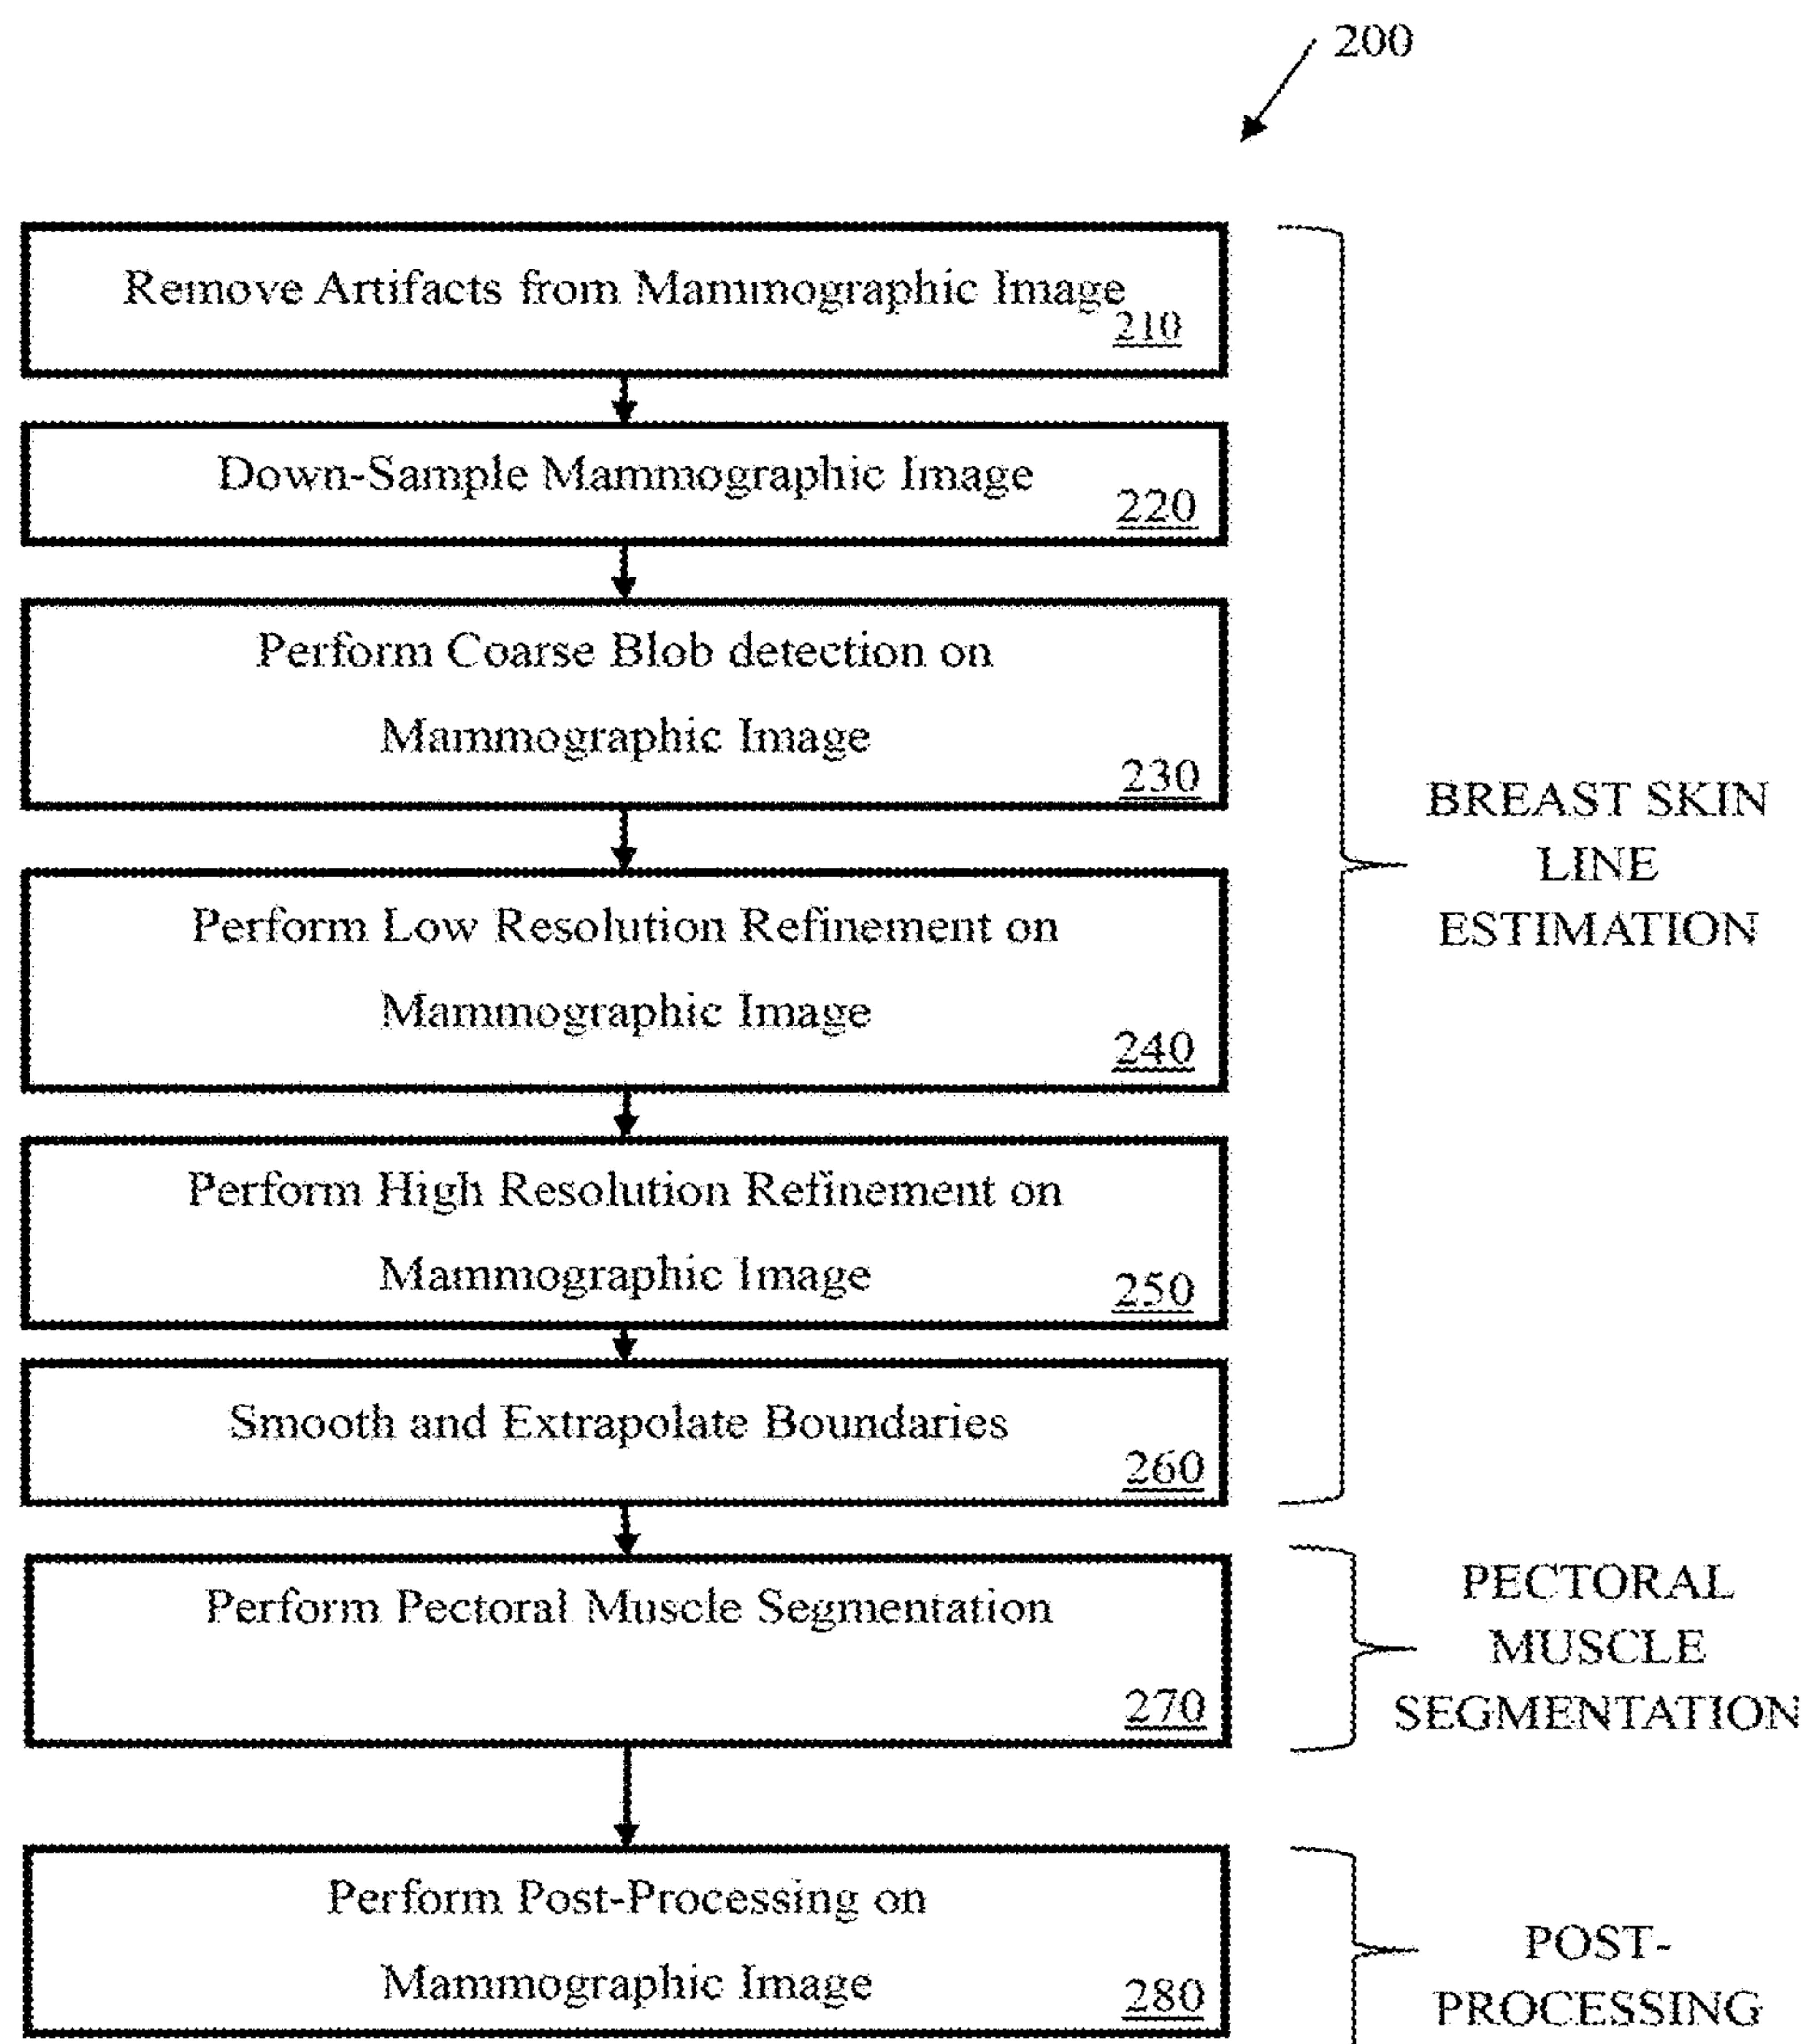 200
Remove Artifacts from Mammographic Image
210
Down-Sample Mammographic Image
220
Perform Coarse Blob detection on
Mammographic Image
230
Perform Low Resolution Refinement on
Mammographic Image
240
Perform High Resolution Refinement on
Mammographic Image
250
Smooth and Extrapolate Boundaries
260
BREAST SKIN
LINE
ESTIMATION
Perform Pectoral Muscle Segmentation
270
PECTORAL
MUSCLE
SEGMENTATION
Perform Post-Processing on
Mammographic Image
280
POST-
PROCESSING